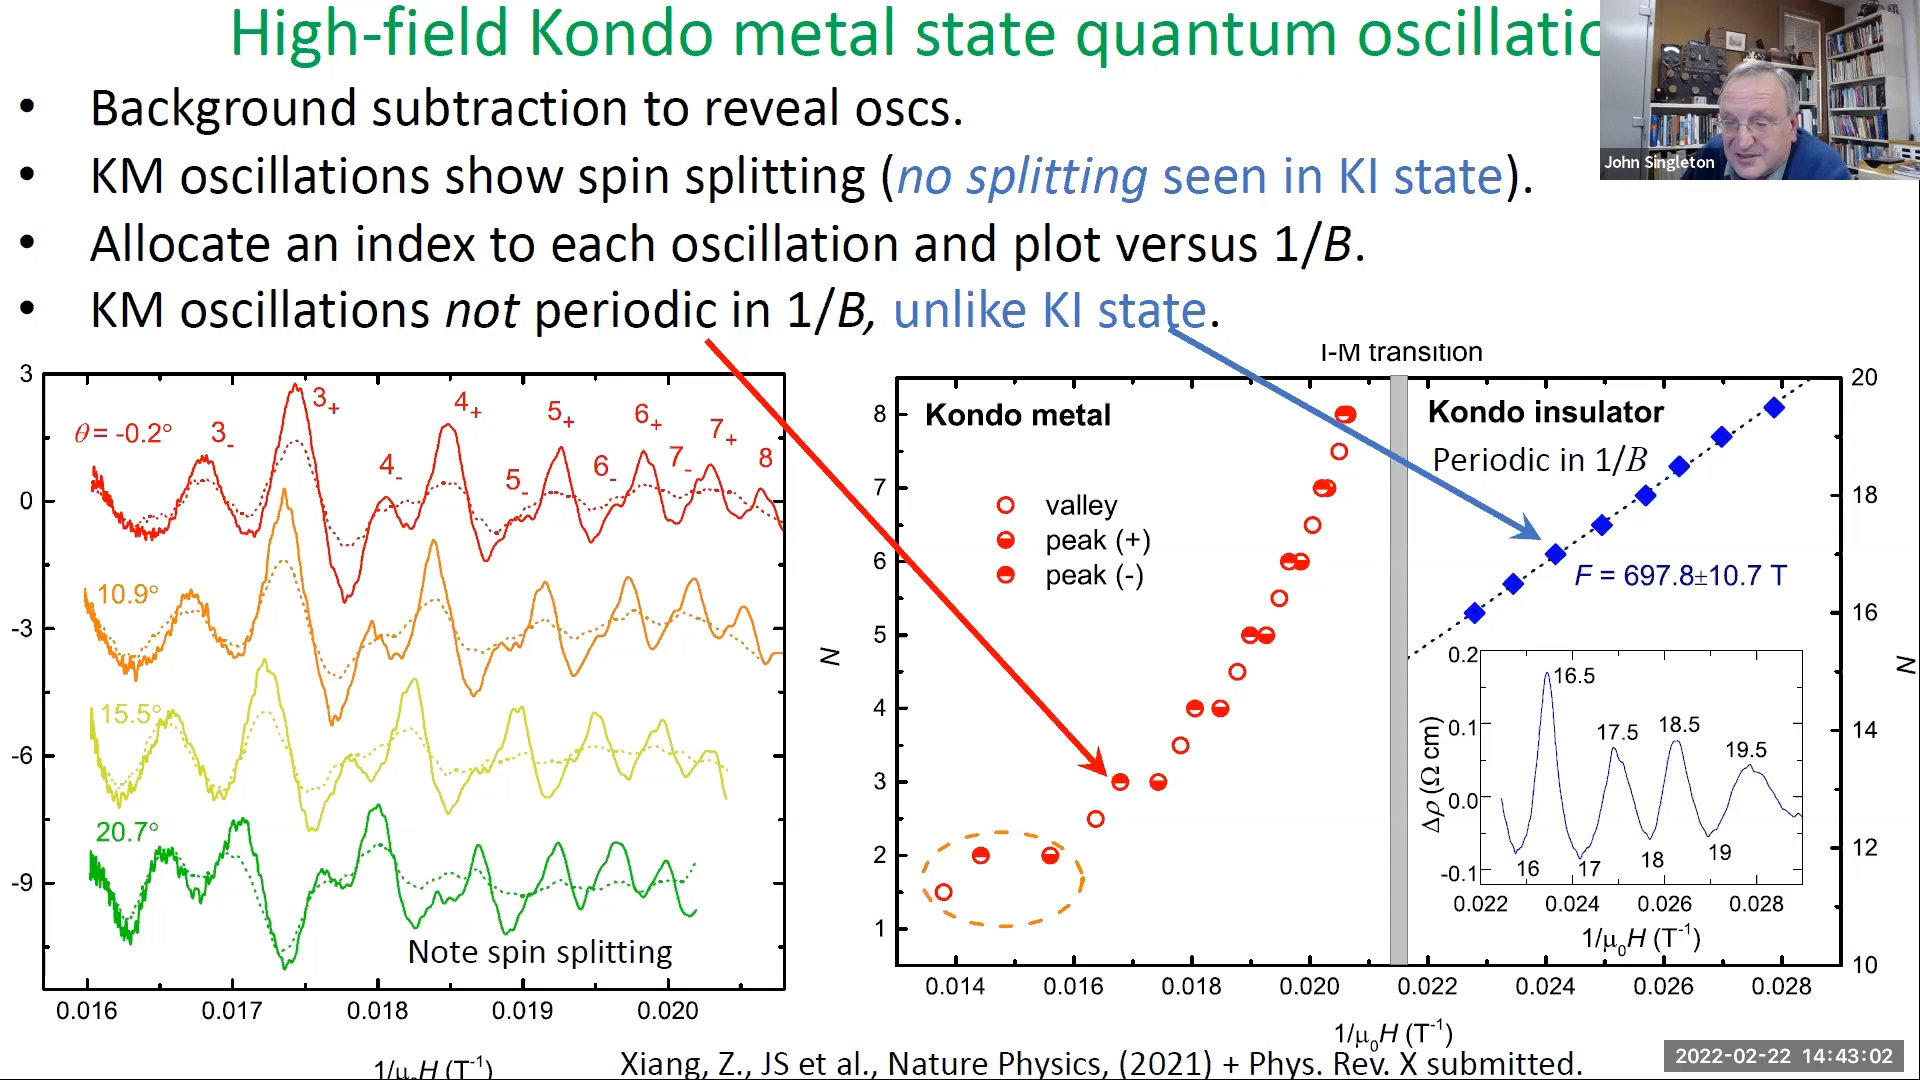 High-field Kondo metal state quantum oscillatio
John Singleton
• Background subtraction to reveal oscs.
• KM oscillations show spin splitting (no splitting seen in KI state).
• Allocate an index to each oscillation and plot versus 1/B.
• KM oscillations not periodic in 1/B, unlike KI state.
3
0
-3
-6
-9
θ = -0.2°
3-
3+
4-
4+
5-
5+
6-
6+
7-
7+
8
10.9°
15.5°
20.7°
Note spin splitting
0.016 0.017 0.018 0.019 0.020
1/μ0H (T-1)
I-M transition
Kondo metal
valley
peak (+)
peak (-)
N
8
7
6
5
4
3
2
1
0.014 0.016 0.018 0.020 0.022 0.024 0.026 0.028
1/μ0H (T-1)
Kondo insulator
Periodic in 1/B
F = 697.8±10.7 T
20
18
16
14
12
10
N
Δρ (Ω cm)
0.2
0.1
0.0
-0.1
16.5
17.5
18.5
19.5
16
17
18
19
0.022 0.024 0.026 0.028
1/μ0H (T-1)
Xiang, Z., JS et al., Nature Physics, (2021) + Phys. Rev. X submitted.
2022-02-22 14:43:02